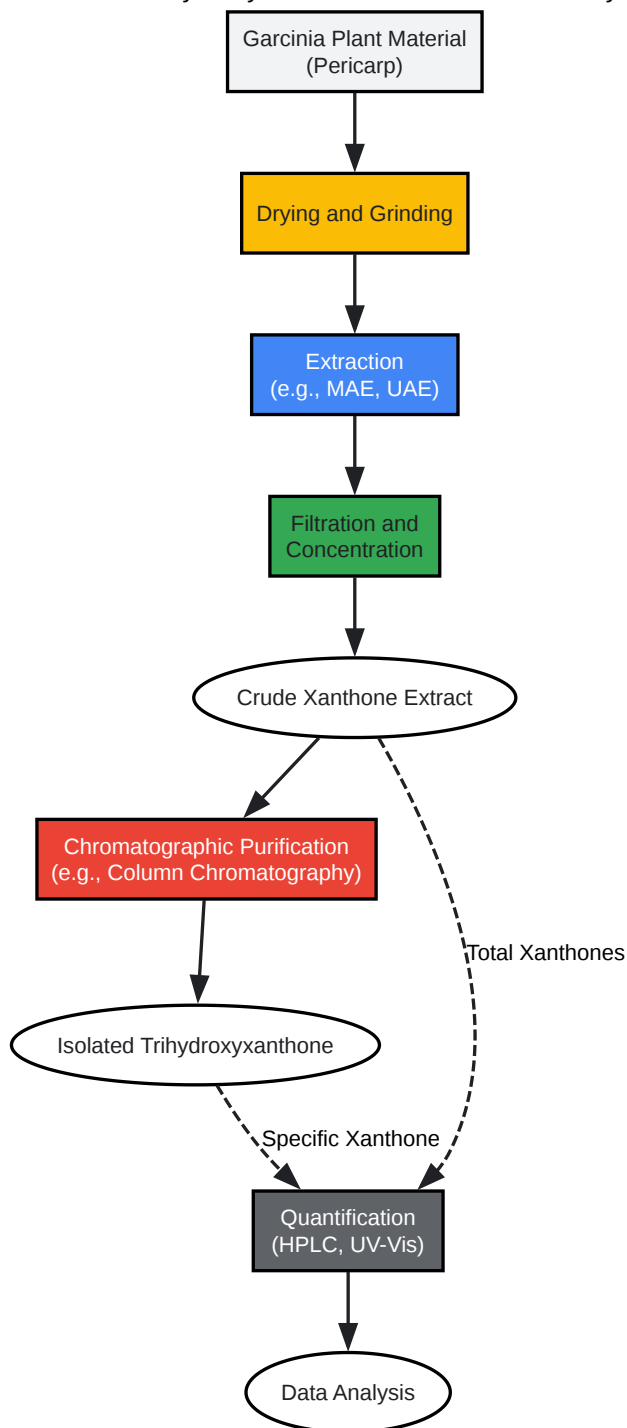 Garcinia Plant Material
(Pericarp)
Drying and Grinding
Extraction
(e.g., MAE, UAE)
Filtration and
Concentration
Crude Xanthone Extract
Chromatographic Purification
(e.g., Column Chromatography)
Total Xanthones
Isolated Trihydroxyxanthone
Specific Xanthone
Quantification
(HPLC, UV-Vis)
Data Analysis